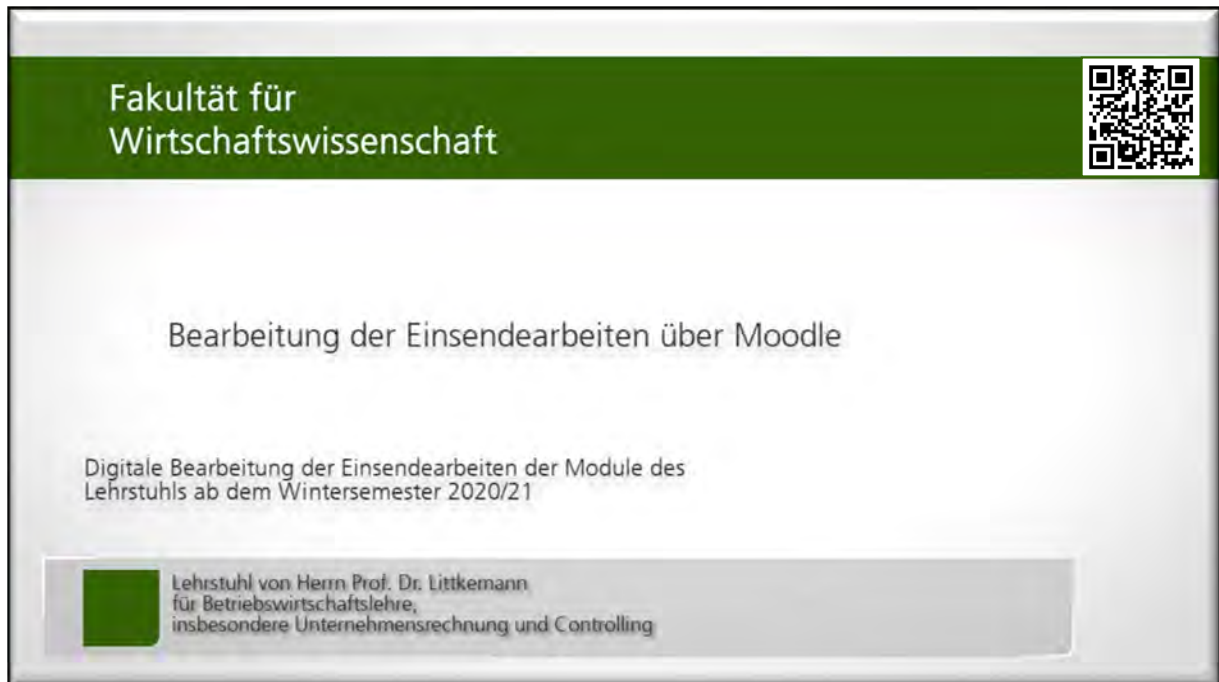 Fakultät für
Wirtschaftswissenschaft
Bearbeitung der Einsendearbeiten über Moodle
Digitale Bearbeitung der Einsendearbeiten der Module des
Lehrstuhls ab dem Wintersemester 2020/21
Lehrstuhl von Herrn Prof. Dr. Littkemann
für Betriebswirtschaftslehre,
insbesondere Unternehmensrechnung und Controlling